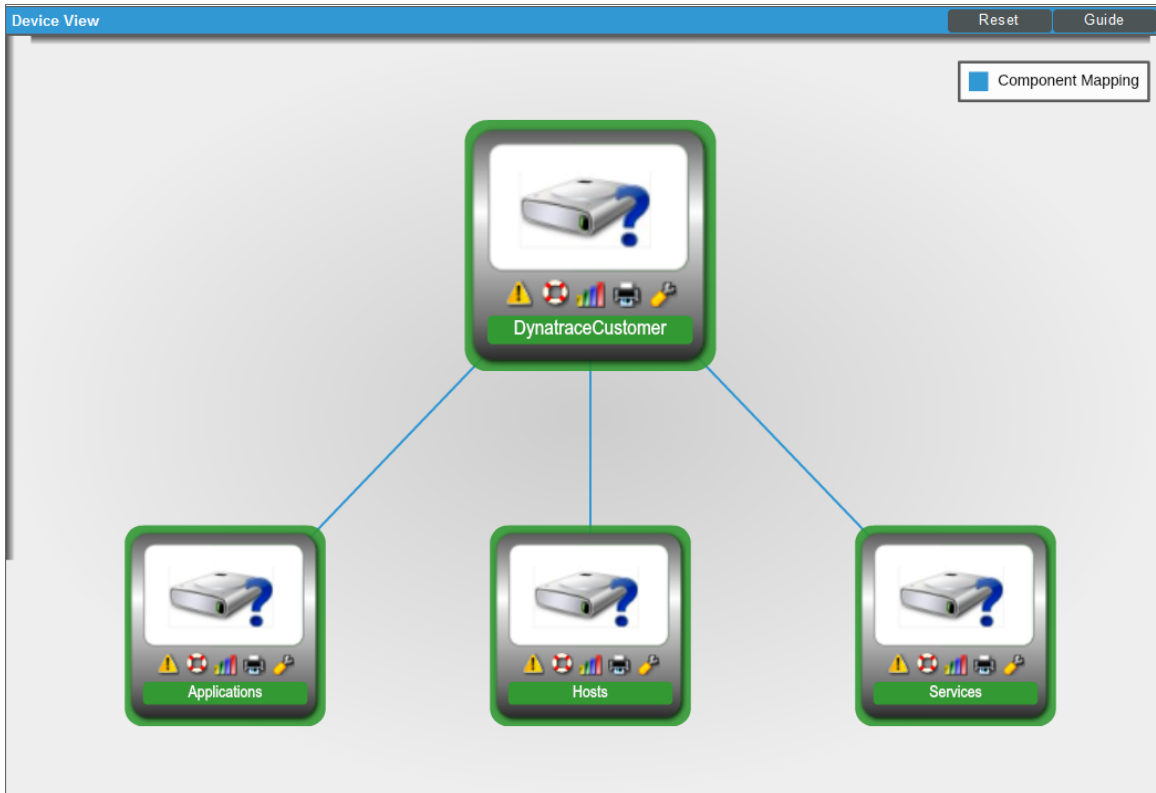 Device View
Reset
Guide
Component Mapping
DynatraceCustomer
Applications
Hosts
Services